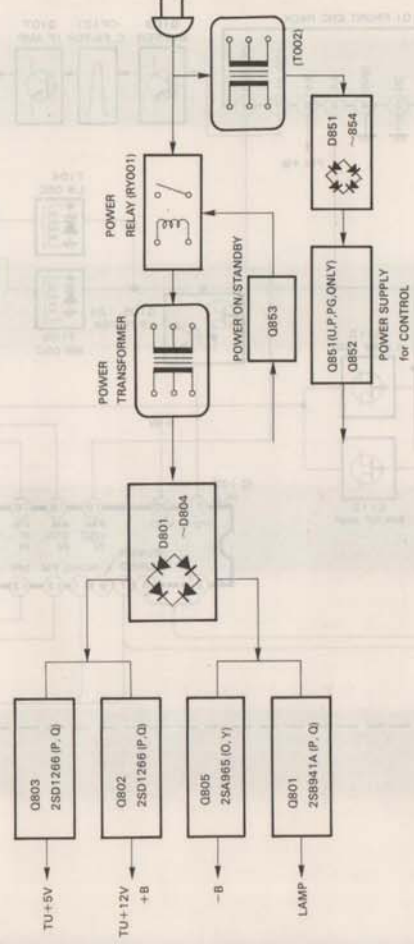 TU+5V
Q803
2SD1266 (P, Q)
TU+12V
+B
Q802
2SD1266 (P,Q)
–B
Q805
2SA965 (O, Y)
LAMP
Q801
2SB941A (P, Q)
D801
~D804
POWER
TRANSFORMER
POWER
RELAY (RY001)
POWER ON/STANDBY
Q853
(T002)
D851
~854
Q851(U,P,PG,ONLY)
Q852
POWER SUPPLY
for CONTROL